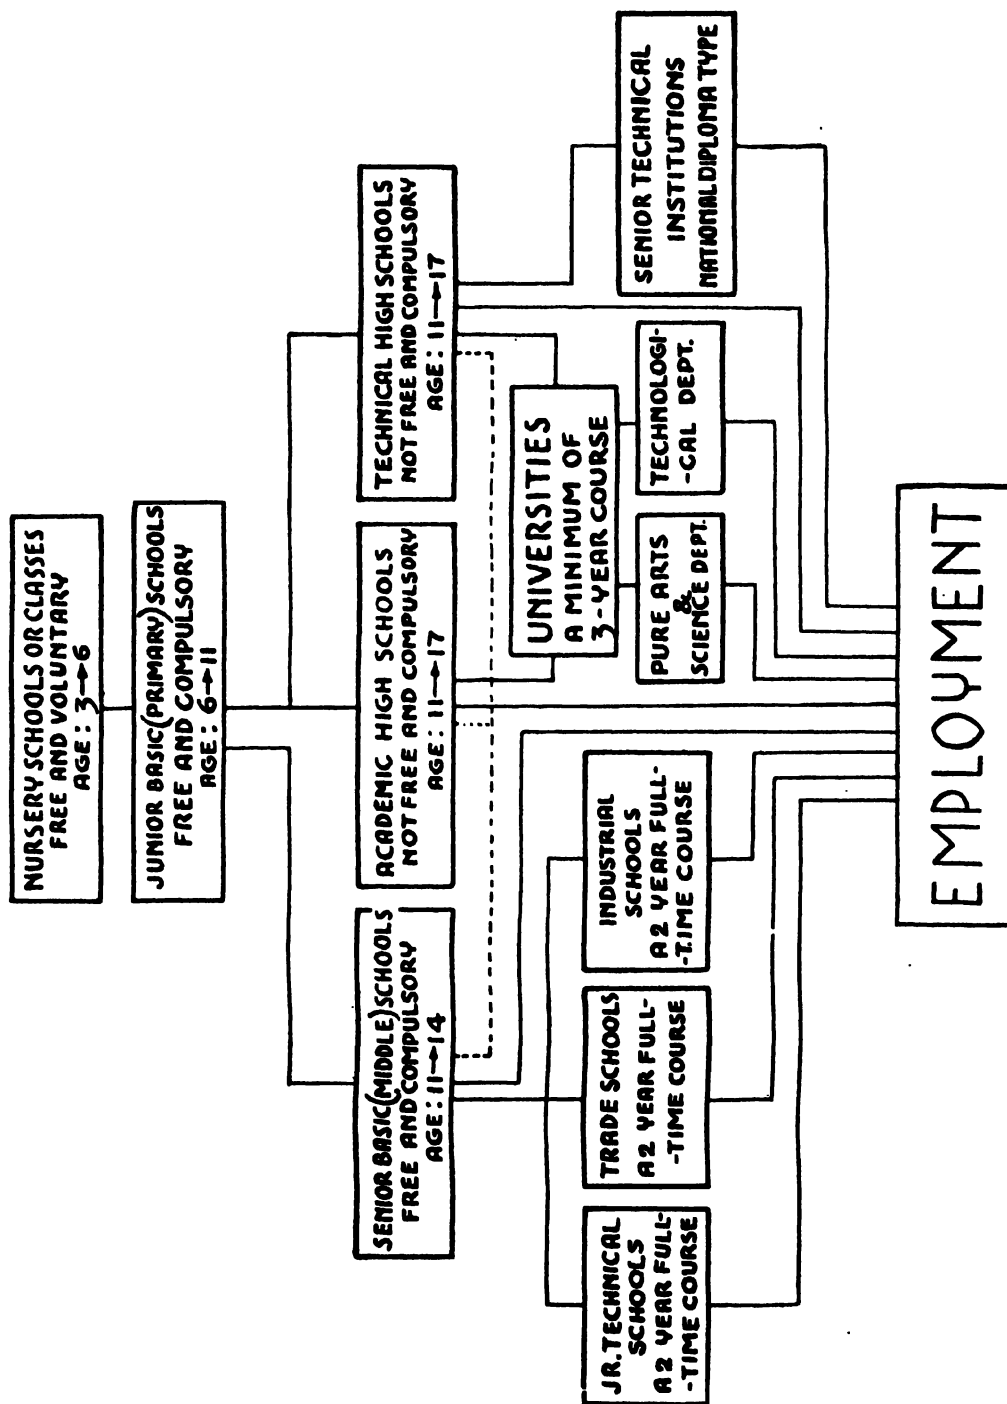 NURSERY SCHOOLS OR CLASSES
FREE AND VOLUNTARY
AGE: 3→6
JUNIOR BASIC (PRIMARY) SCHOOLS
FREE AND COMPULSORY
AGE: 6→11
SENIOR BASIC (MIDDLE) SCHOOLS
FREE AND COMPULSORY
AGE: 11→14
ACADEMIC HIGH SCHOOLS
NOT FREE AND COMPULSORY
AGE: 11→17
TECHNICAL HIGH SCHOOLS
NOT FREE AND COMPULSORY
AGE: 11→17
UNIVERSITIES
A MINIMUM OF
3-YEAR COURSE
JR. TECHNICAL
SCHOOLS
A 2 YEAR FULL-
-TIME COURSE
TRADE SCHOOLS
A 2 YEAR FULL-
-TIME COURSE
INDUSTRIAL
SCHOOLS
A 2 YEAR FULL-
-TIME COURSE
PURE ARTS
&
SCIENCE DEPT.
TECHNOLOGI-
-CAL DEPT.
SENIOR TECHNICAL
INSTITUTIONS
NATIONAL DIPLOMA TYPE
EMPLOYMENT